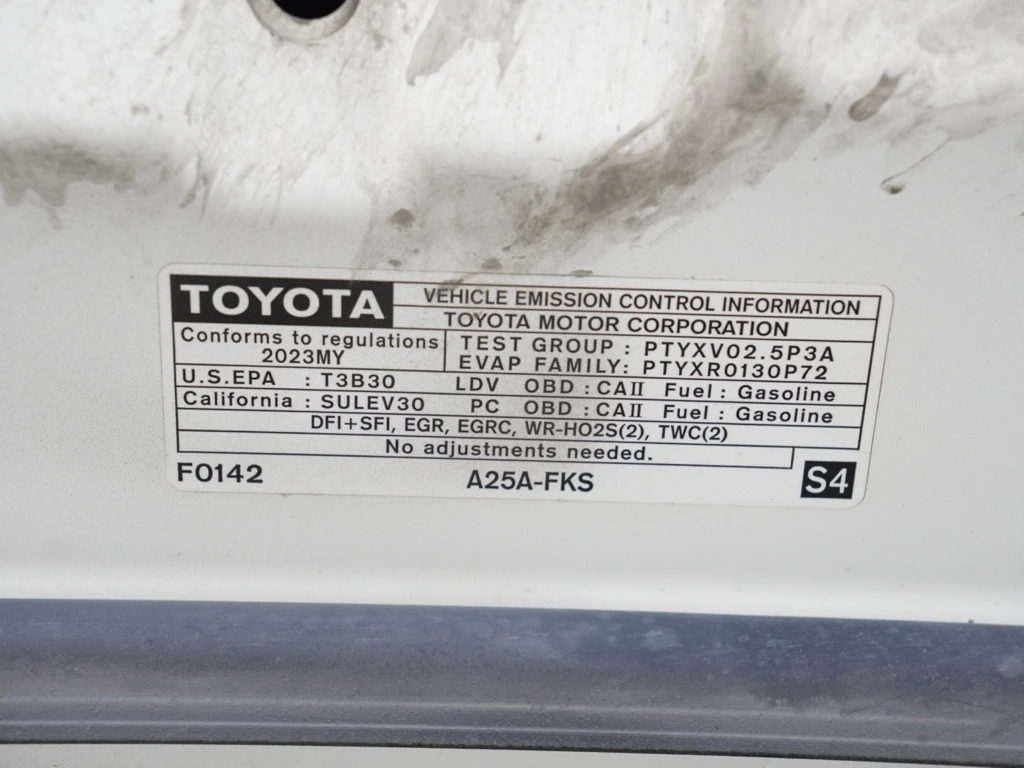 TOYOTA
VEHICLE EMISSION CONTROL INFORMATION
TOYOTA MOTOR CORPORATION
Conforms to regulations
2023MY
TEST GROUP : PTYXV02.5P3A
EVAP FAMILY: PTYXR0130P72
U.S.EPA : T3B30 LDV OBD : CAII Fuel : Gasoline
California : SULEV30 PC OBD : CAII Fuel : Gasoline
DFI+SFI, EGR, EGRC, WR-HO2S(2), TWC(2)
No adjustments needed.
F0142 A25A-FKS S4